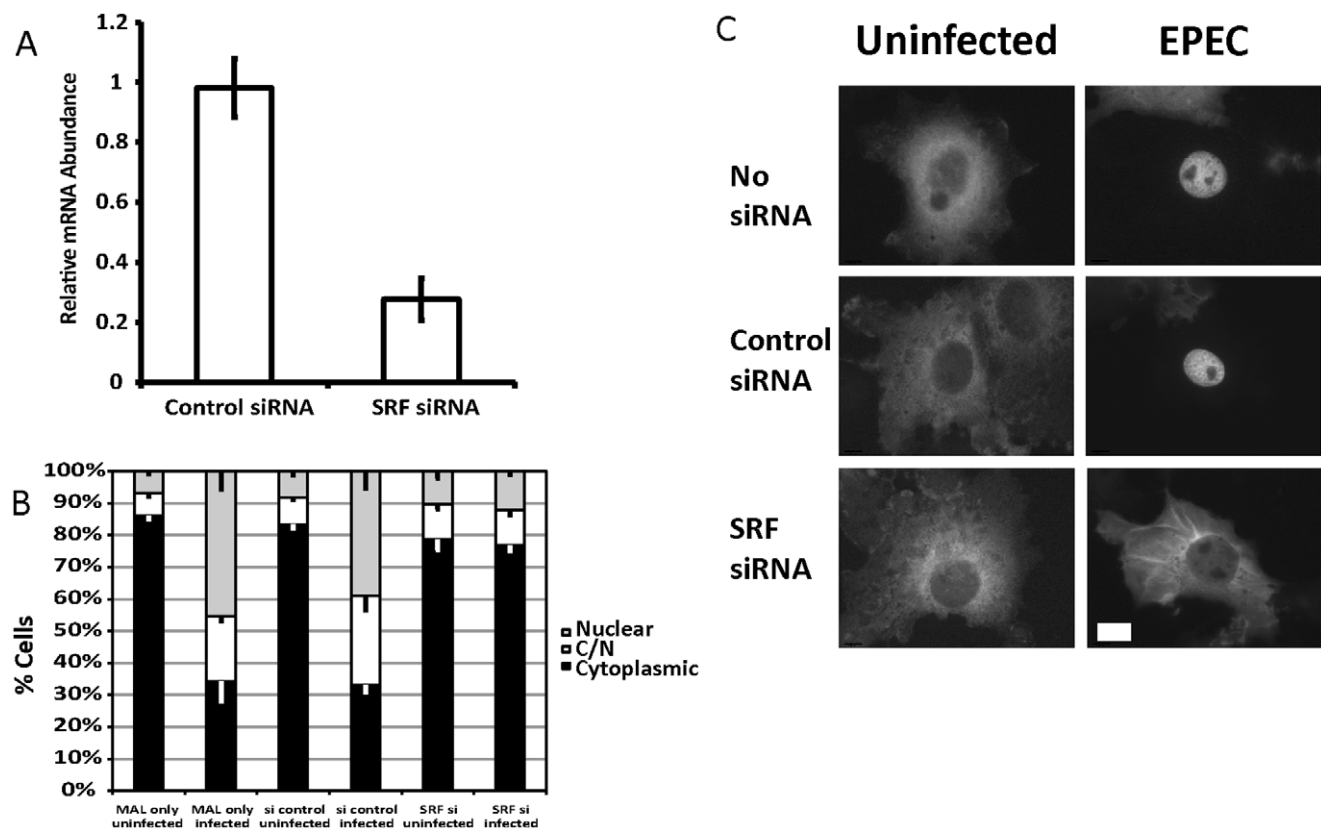 A
Relative mRNA Abundance
1.2
1
0.8
0.6
0.4
0.2
0
Control siRNA
SRF siRNA
B
% Cells
100%
90%
80%
70%
60%
50%
40%
30%
20%
10%
0%
MAL only
uninfected
MAL only
infected
si control
uninfected
si control
infected
SRF si
uninfected
SRF si
infected
Nuclear
C/N
Cytoplasmic
C
Uninfected
EPEC
No
siRNA
Control
siRNA
SRF
siRNA